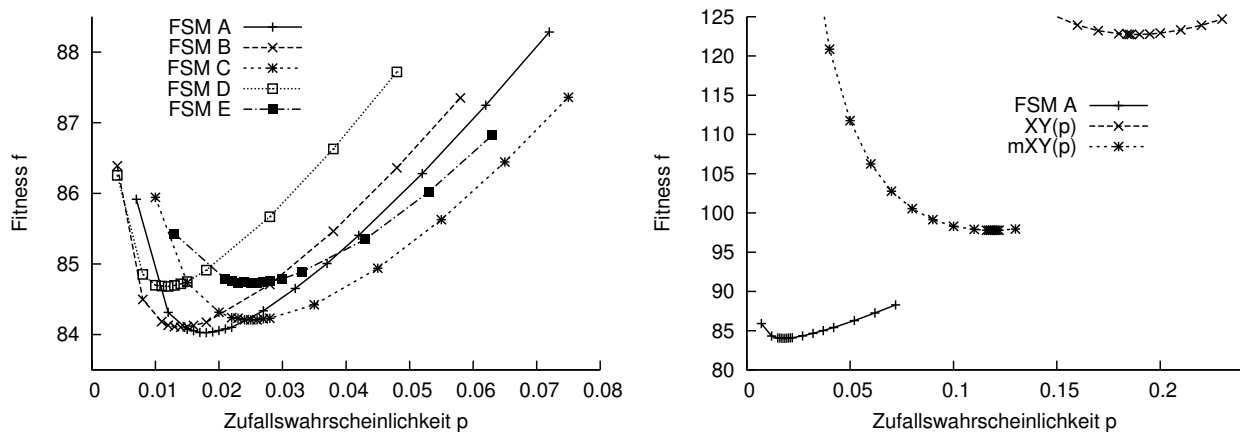 88
87
86
85
84
Fitness f
FSM A
FSM B
FSM C
FSM D
FSM E
0
0.01
0.02
0.03
0.04
0.05
0.06
0.07
0.08
Zufallswahrscheinlichkeit p
125
120
115
110
105
100
95
90
85
80
Fitness f
FSM A
XY(p)
mXY(p)
0
0.05
0.1
0.15
0.2
Zufallswahrscheinlichkeit p